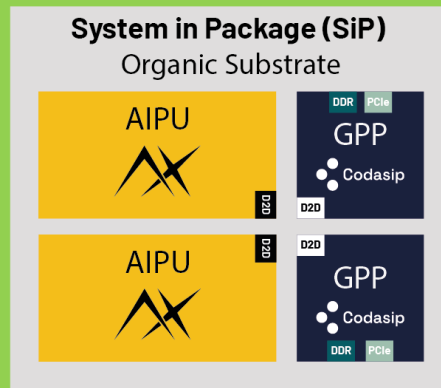 System in Package (SiP)
Organic Substrate
AIPU
D2D
DDR
PCIe
GPP
Codasip
D2D
AIPU
D2D
D2D
GPP
Codasip
DDR
PCIe